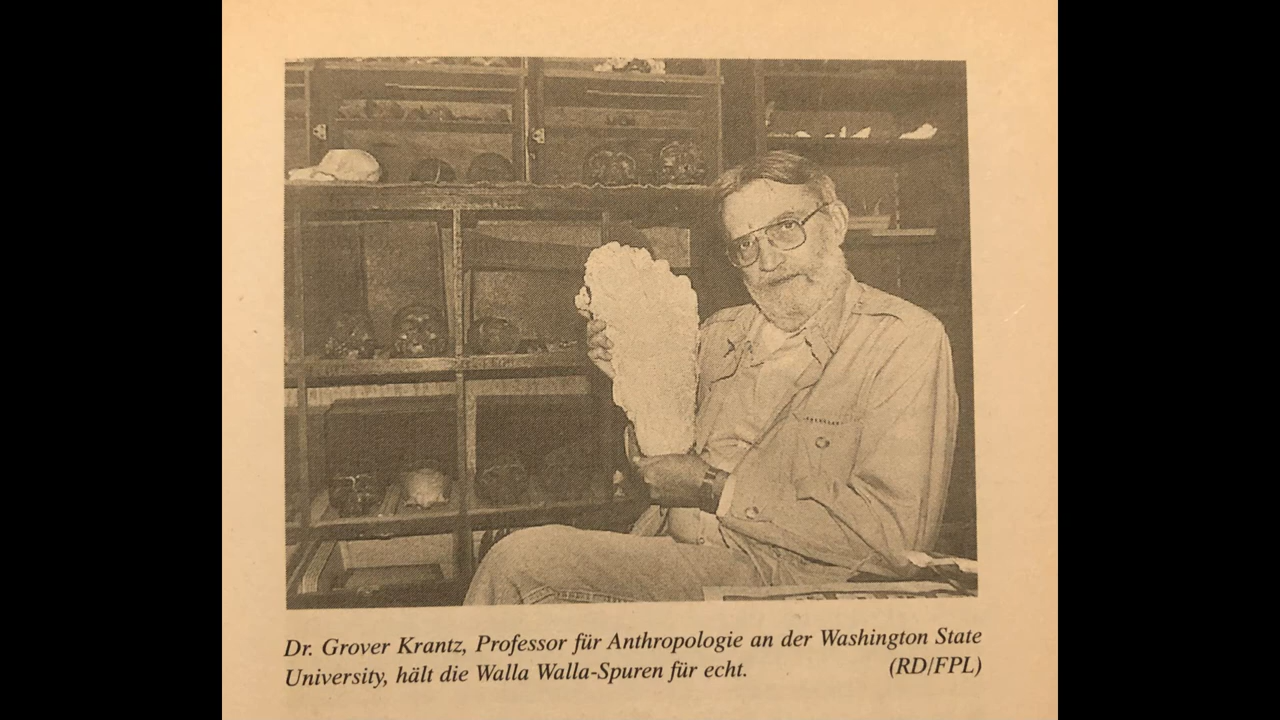 Dr. Grover Krantz, Professor für Anthropologie an der Washington State
University, hält die Walla Walla-Spuren für echt. (RD/FPL)